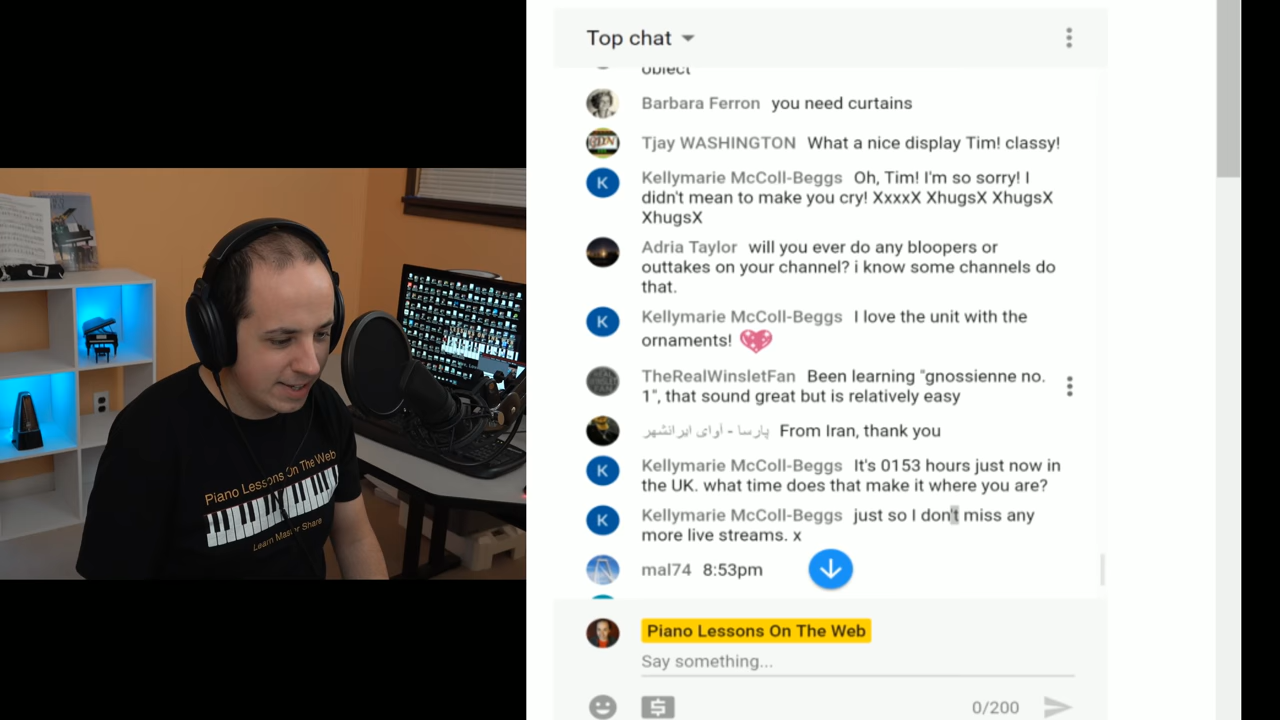 Top chat
object
Barbara Ferron you need curtains
Tjay WASHINGTON What a nice display Tim! classy!
Kellymarie McColl-Beggs Oh, Tim! I'm so sorry! I
didn't mean to make you cry! XxxxX XhugsX XhugsX
XhugsX
Adria Taylor will you ever do any bloopers or
outtakes on your channel? i know some channels do
that.
Kellymarie McColl-Beggs I love the unit with the
ornaments!
TheRealWinsletFan Been learning "gnossienne no.
1", that sound great but is relatively easy
پارسا - آوای ایرانشهر From Iran, thank you
Kellymarie McColl-Beggs It's 0153 hours just now in
the UK. what time does that make it where you are?
Kellymarie McColl-Beggs just so I don't miss any
more live streams. x
mal74 8:53pm
Piano Lessons On The Web
Say something...
0/200
K
K
K
K
Piano Lessons On The Web
Learn Master Share